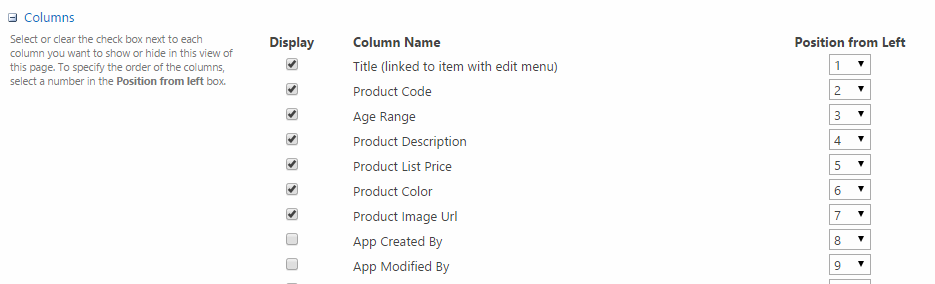 Columns
Select or clear the check box next to each
column you want to show or hide in this view of
this page. To specify the order of the columns,
select a number in the Position from left box.
Display Column Name Position from Left
Title (linked to item with edit menu) 1
Product Code 2
Age Range 3
Product Description 4
Product List Price 5
Product Color 6
Product Image Url 7
App Created By 8
App Modified By 9